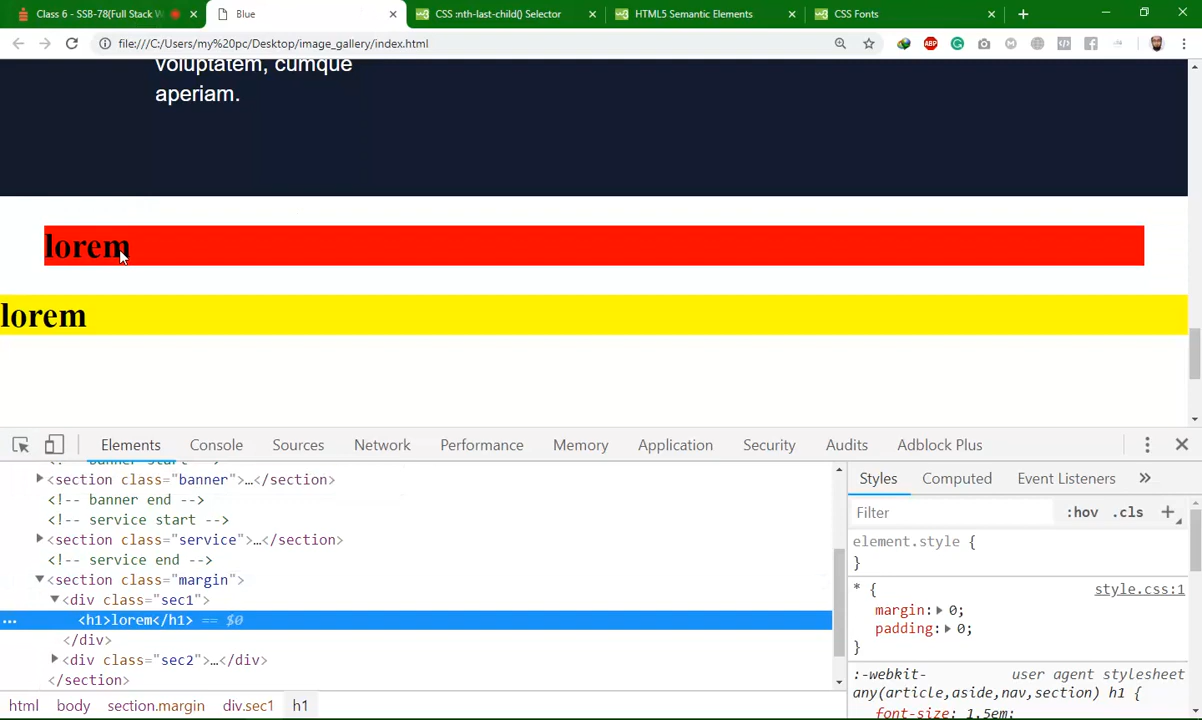 Class 6 - SSB-78(Full Stack W
Blue
CSS :nth-last-child() Selector
HTML5 Semantic Elements
CSS Fonts
file:///C:/Users/my%20pc/Desktop/image_gallery/index.html
ABP
voluptatem, cumque
aperiam.
lorem
lorem
Elements Console Sources Network Performance Memory Application Security Audits Adblock Plus
<!-- banner start -->
<section class="banner">…</section>
<!-- banner end -->
<!-- service start -->
<section class="service">…</section>
<!-- service end -->
<section class="margin">
<div class="sec1">
<h1>lorem</h1> == $0
</div>
<div class="sec2">…</div>
</section>
html body section.margin div.sec1 h1
Styles Computed Event Listeners »
Filter :hov .cls +
element.style {
}
* { style.css:1
margin: 0;
padding: 0;
}
:-webkit- user agent stylesheet
any(article,aside,nav,section) h1 {
font-size: 1.5em;